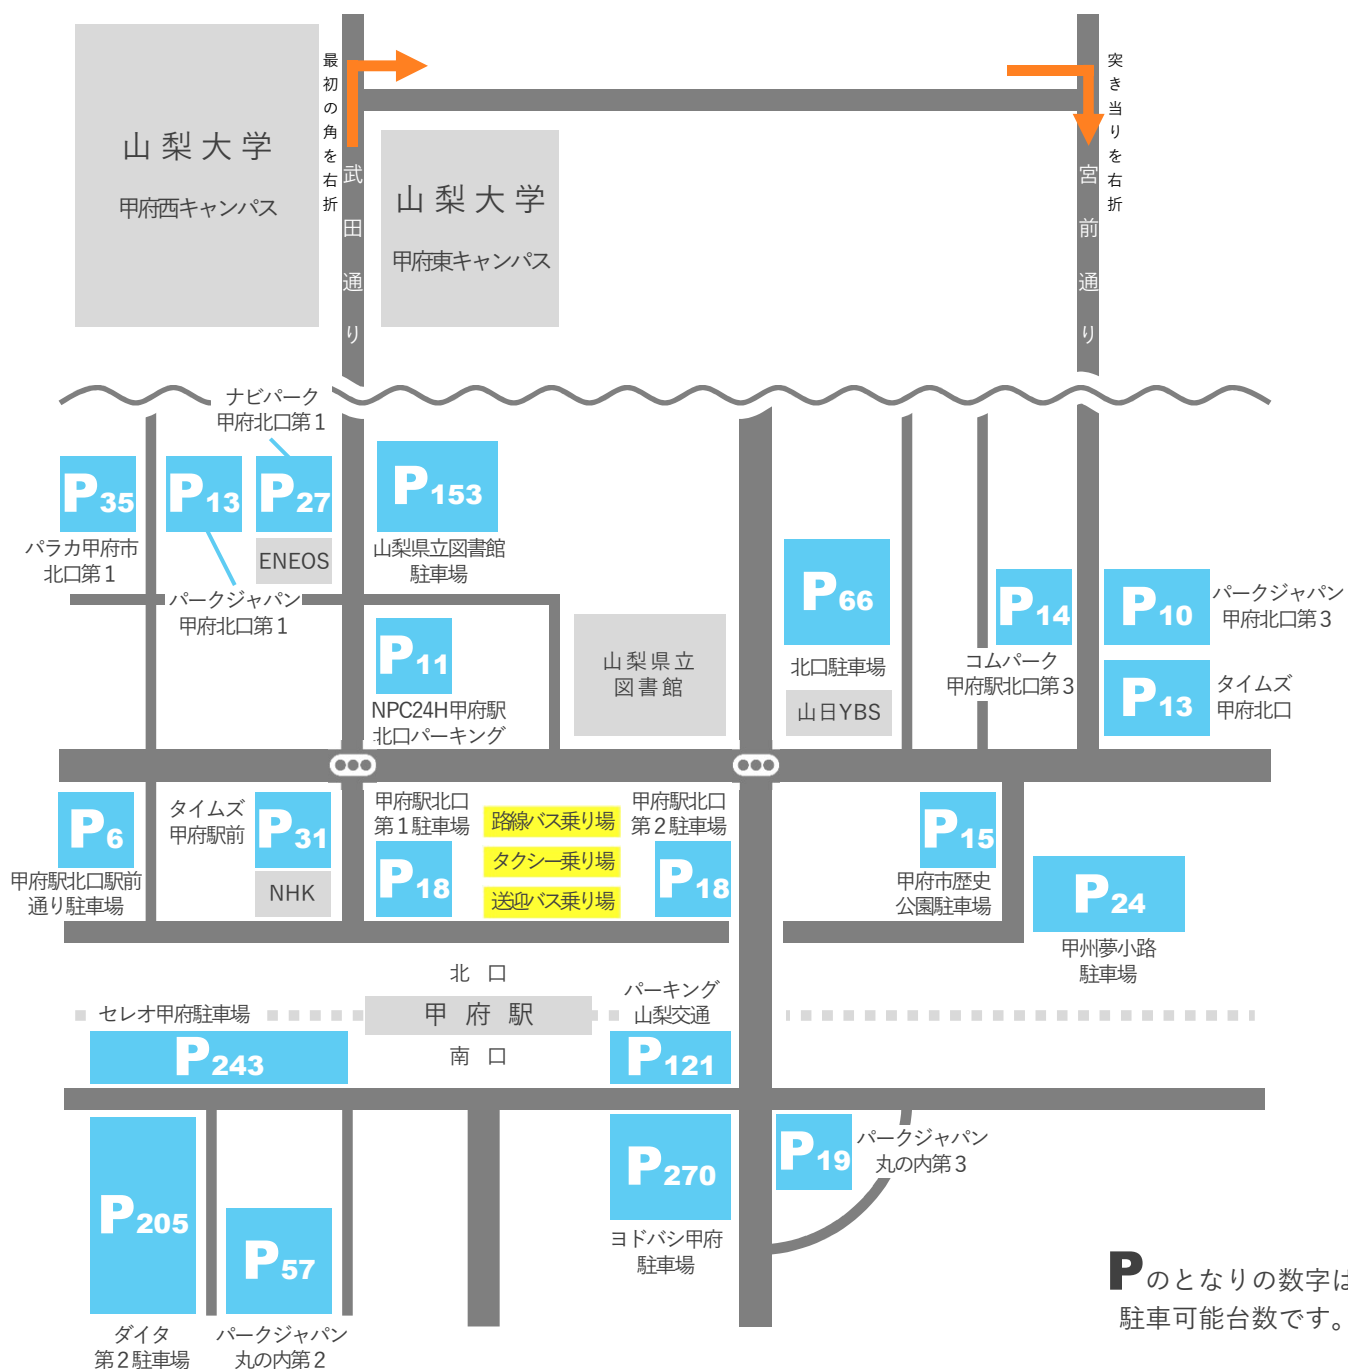 最初の角を右折
突き当りを右折
山梨大学
甲府西キャンパス
武田通り
山梨大学
甲府東キャンパス
宮前通り
ナビパーク
甲府北口第1
P35
P13
P27
P153
パラカ甲府市
北口第1
ENEOS
山梨県立図書館
駐車場
パークジャパン
甲府北口第1
P66
P14
P10
パークジャパン
甲府北口第3
P11
山梨県立
図書館
北口駐車場
コムパーク
甲府駅北口第3
P13
タイムズ
甲府北口
NPC24H甲府駅
北口パーキング
山日YBS
P6
タイムズ
甲府駅前
P31
甲府駅北口
第1駐車場
路線バス乗り場
甲府駅北口
第2駐車場
P15
タクシー乗り場
甲府駅北口駅前
通り駐車場
NHK
P18
送迎バス乗り場
P18
甲府市歴史
公園駐車場
P24
甲州夢小路
駐車場
北口
甲府駅
南口
セレオ甲府駐車場
パーキング
山梨交通
P243
P121
P270
P19
パークジャパン
丸の内第3
P205
P57
ヨドバシ甲府
駐車場
ダイタ
第2駐車場
パークジャパン
丸の内第2
Pのとなりの数字は
駐車可能台数です。